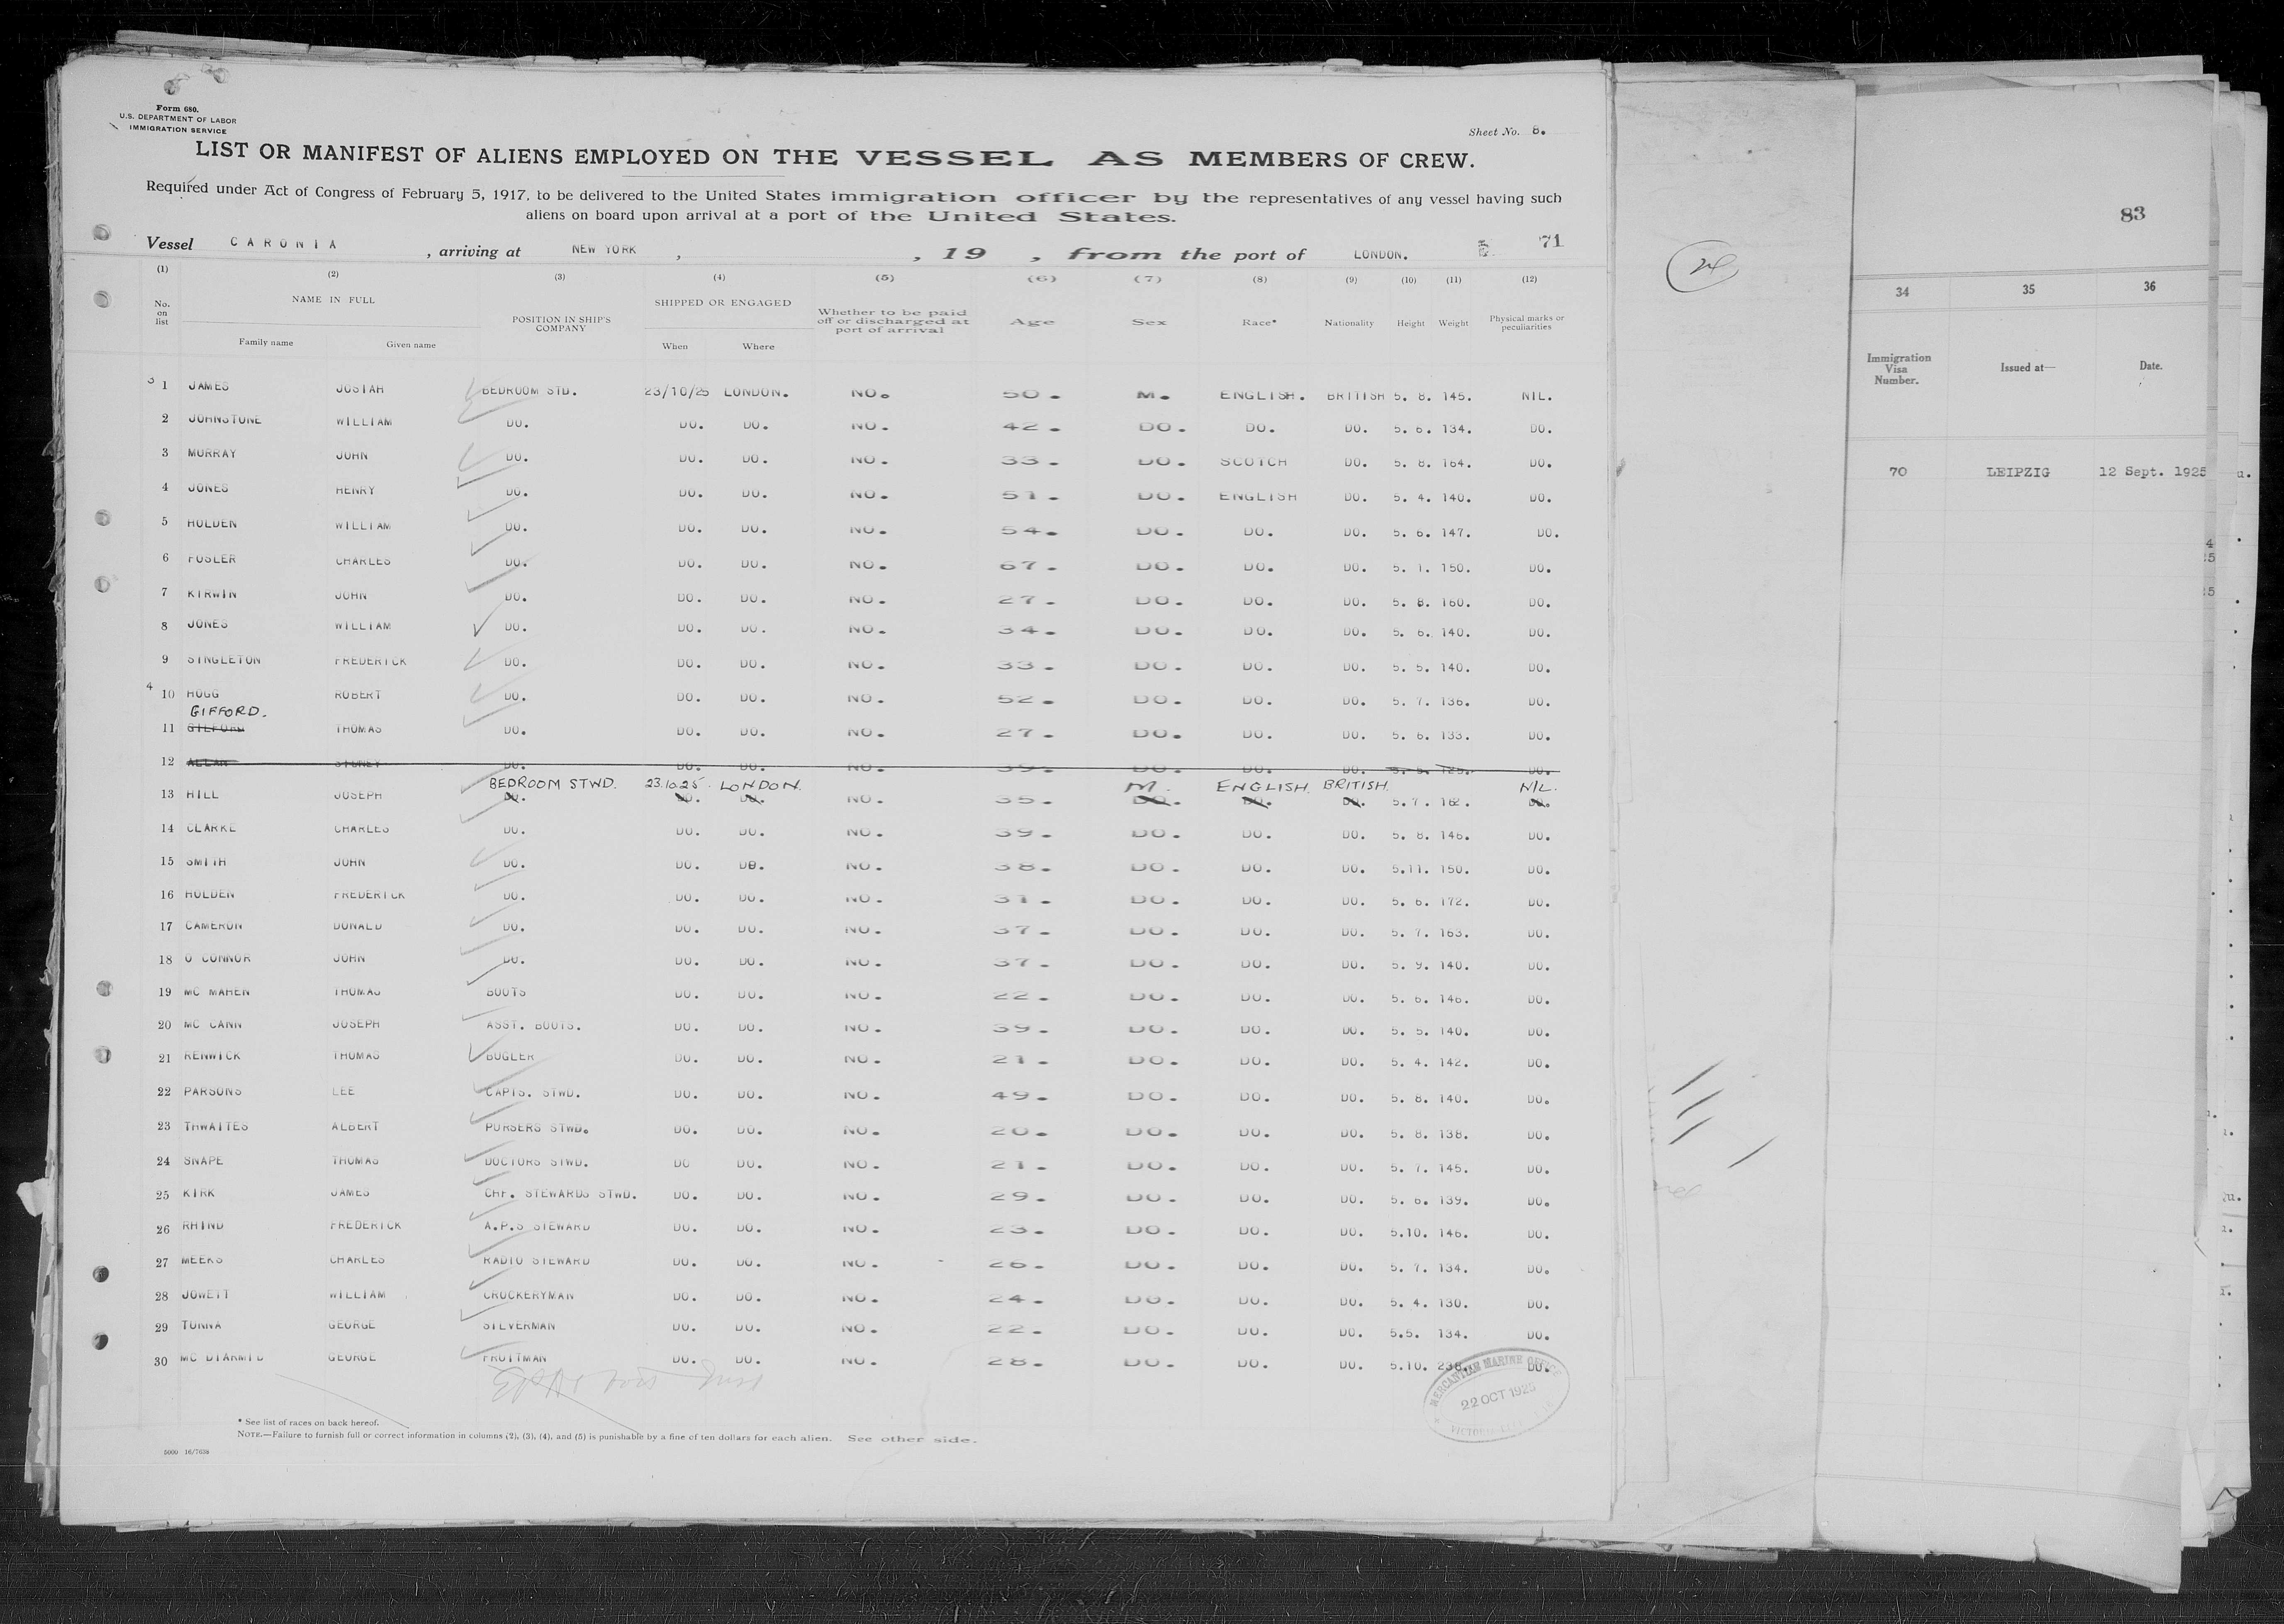 Form 680.
U.S. DEPARTMENT OF LABOR
IMMIGRATION SERVICE
Sheet No. 8.
LIST OR MANIFEST OF ALIENS EMPLOYED ON THE VESSEL AS MEMBERS OF CREW.
Required under Act of Congress of February 5, 1917, to be delivered to the United States immigration officer by the representatives of any vessel having such
aliens on board upon arrival at a port of the United States.
83
Vessel CARONIA, arriving at NEW YORK, , 19 , from the port of LONDON. 71
(1) (2) (3) (4) (5) (6) (7) (8) (9) (10) (11) (12)
No. on list NAME IN FULL Family name Given name POSITION IN SHIP'S COMPANY SHIPPED OR ENGAGED When Where Whether to be paid off or discharged at port of arrival Age Sex Race* Nationality Height Weight Physical marks or peculiarities
34 35 36
Immigration Visa Number. Issued at— Date.
70 LEIPZIG 12 Sept. 1925
3 1 JAMES JOSIAH BEDROOM STD. 23/10/25 LONDON. NO. 50. M. ENGLISH. BRITISH 5. 8. 145. NIL.
2 JOHNSTONE WILLIAM DO. DO. DO. NO. 42. DO. DO. DO. 5. 6. 134. DO.
3 MURRAY JOHN DO. DO. DO. NO. 33. DO. SCOTCH DO. 5. 8. 164. DO.
4 JONES HENRY DO. DO. DO. NO. 51. DO. ENGLISH DO. 5. 4. 140. DO.
5 HOLDEN WILLIAM DO. DO. DO. NO. 54. DO. DO. DO. 5. 6. 147. DO.
6 FOSLER CHARLES DO. DO. DO. NO. 67. DO. DO. DO. 5. 1. 150. DO.
7 KIRWIN JOHN DO. DO. DO. NO. 27. DO. DO. DO. 5. 8. 160. DO.
8 JONES WILLIAM DO. DO. DO. NO. 34. DO. DO. DO. 5. 6. 140. DO.
9 SINGLETON FREDERICK DO. DO. DO. NO. 33. DO. DO. DO. 5. 5. 140. DO.
4 10 HOGG ROBERT DO. DO. DO. NO. 52. DO. DO. DO. 5. 7. 136. DO.
GIFFORD.
11 GILFORD THOMAS DO. DO. DO. NO. 27. DO. DO. DO. 5. 6. 133. DO.
12 ALLAN SYDNEY DO. DO. DO. NO. 39. DO. DO. DO. DO.
BEDROOM STWD. 23.10.25. LONDON. M. ENGLISH. BRITISH. NIL.
13 HILL JOSEPH DO. DO. DO. NO. 35. DO. DO. DO. 5. 7. 162. DO.
14 CLARKE CHARLES DO. DO. DO. NO. 39. DO. DO. DO. 5. 8. 146. DO.
15 SMITH JOHN DO. DO. DO. NO. 38. DO. DO. DO. 5.11. 150. DO.
16 HOLDEN FREDERICK DO. DO. DO. NO. 31. DO. DO. DO. 5. 6. 172. DO.
17 CAMERON DONALD DO. DO. DO. NO. 37. DO. DO. DO. 5. 7. 163. DO.
18 O CONNOR JOHN DO. DO. DO. NO. 37. DO. DO. DO. 5. 9. 140. DO.
19 MC MAHEN THOMAS BOOTS DO. DO. NO. 22. DO. DO. DO. 5. 6. 146. DO.
20 MC CANN JOSEPH ASST. BOOTS. DO. DO. NO. 39. DO. DO. DO. 5. 5. 140. DO.
21 RENWICK THOMAS BUGLER DO. DO. NO. 21. DO. DO. DO. 5. 4. 142. DO.
22 PARSONS LEE CAPTS. STWD. DO. DO. NO. 49. DO. DO. DO. 5. 8. 140. DO.
23 THWAITES ALBERT PURSERS STWD. DO. DO. NO. 20. DO. DO. DO. 5. 8. 138. DO.
24 SNAPE THOMAS DOCTORS STWD. DO DO. NO. 21. DO. DO. DO. 5. 7. 145. DO.
25 KIRK JAMES CHF. STEWARDS STWD. DO. DO. NO. 29. DO. DO. DO. 5. 6. 139. DO.
26 RHIND FREDERICK A.P.S STEWARD DO. DO. NO. 23. DO. DO. DO. 5.10. 146. DO.
27 MEEKS CHARLES RADIO STEWARD DO. DO. NO. 26. DO. DO. DO. 5. 7. 134. DO.
28 JOWETT WILLIAM CROCKERYMAN DO. DO. NO. 24. DO. DO. DO. 5. 4. 130. DO.
29 TONNA GEORGE SILVERMAN DO. DO. NO. 22. DO. DO. DO. 5.5. 134. DO.
30 MC DIARMID GEORGE FRUITMAN DO. DO. NO. 28. DO. DO. DO. 5.10. 238. DO.
MERCANTILE MARINE OFFICE
22 OCT 1925
* See list of races on back hereof.
NOTE.—Failure to furnish full or correct information in columns (2), (3), (4), and (5) is punishable by a fine of ten dollars for each alien. See other side.
5000 16/7638